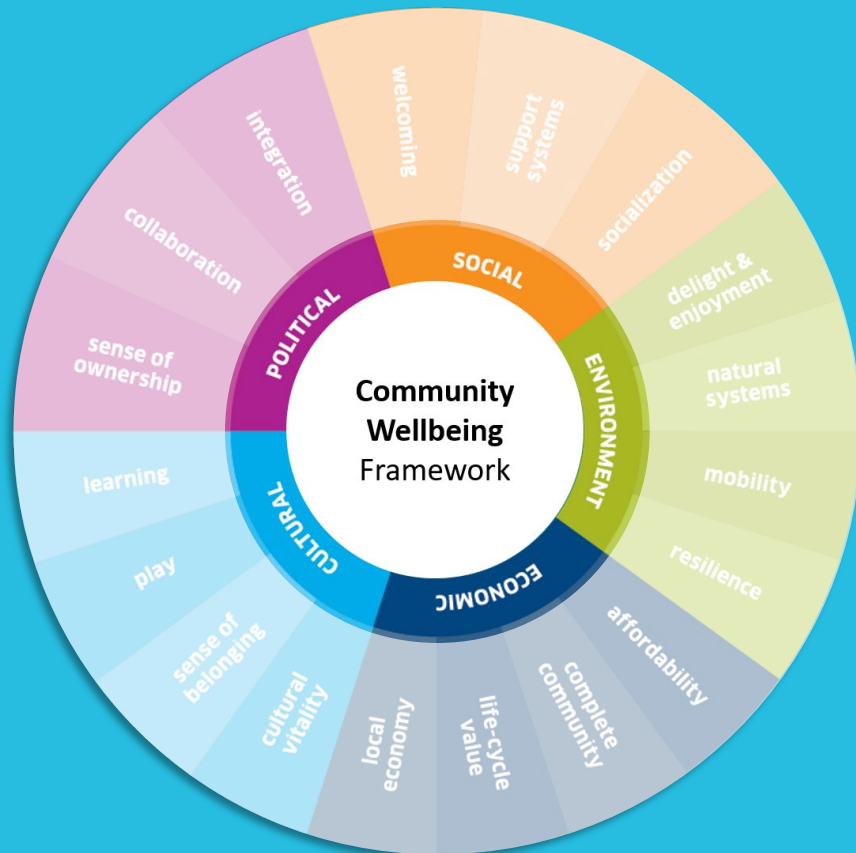 Community
Wellbeing
Framework
SOCIAL
welcoming
support
systems
socialization
ENVIRONMENT
delight &
enjoyment
natural
systems
mobility
resilience
ECONOMIC
affordability
complete
community
life-cycle
value
local
economy
CULTURAL
cultural
vitality
sense of
belonging
play
learning
POLITICAL
sense of
ownership
collaboration
integration